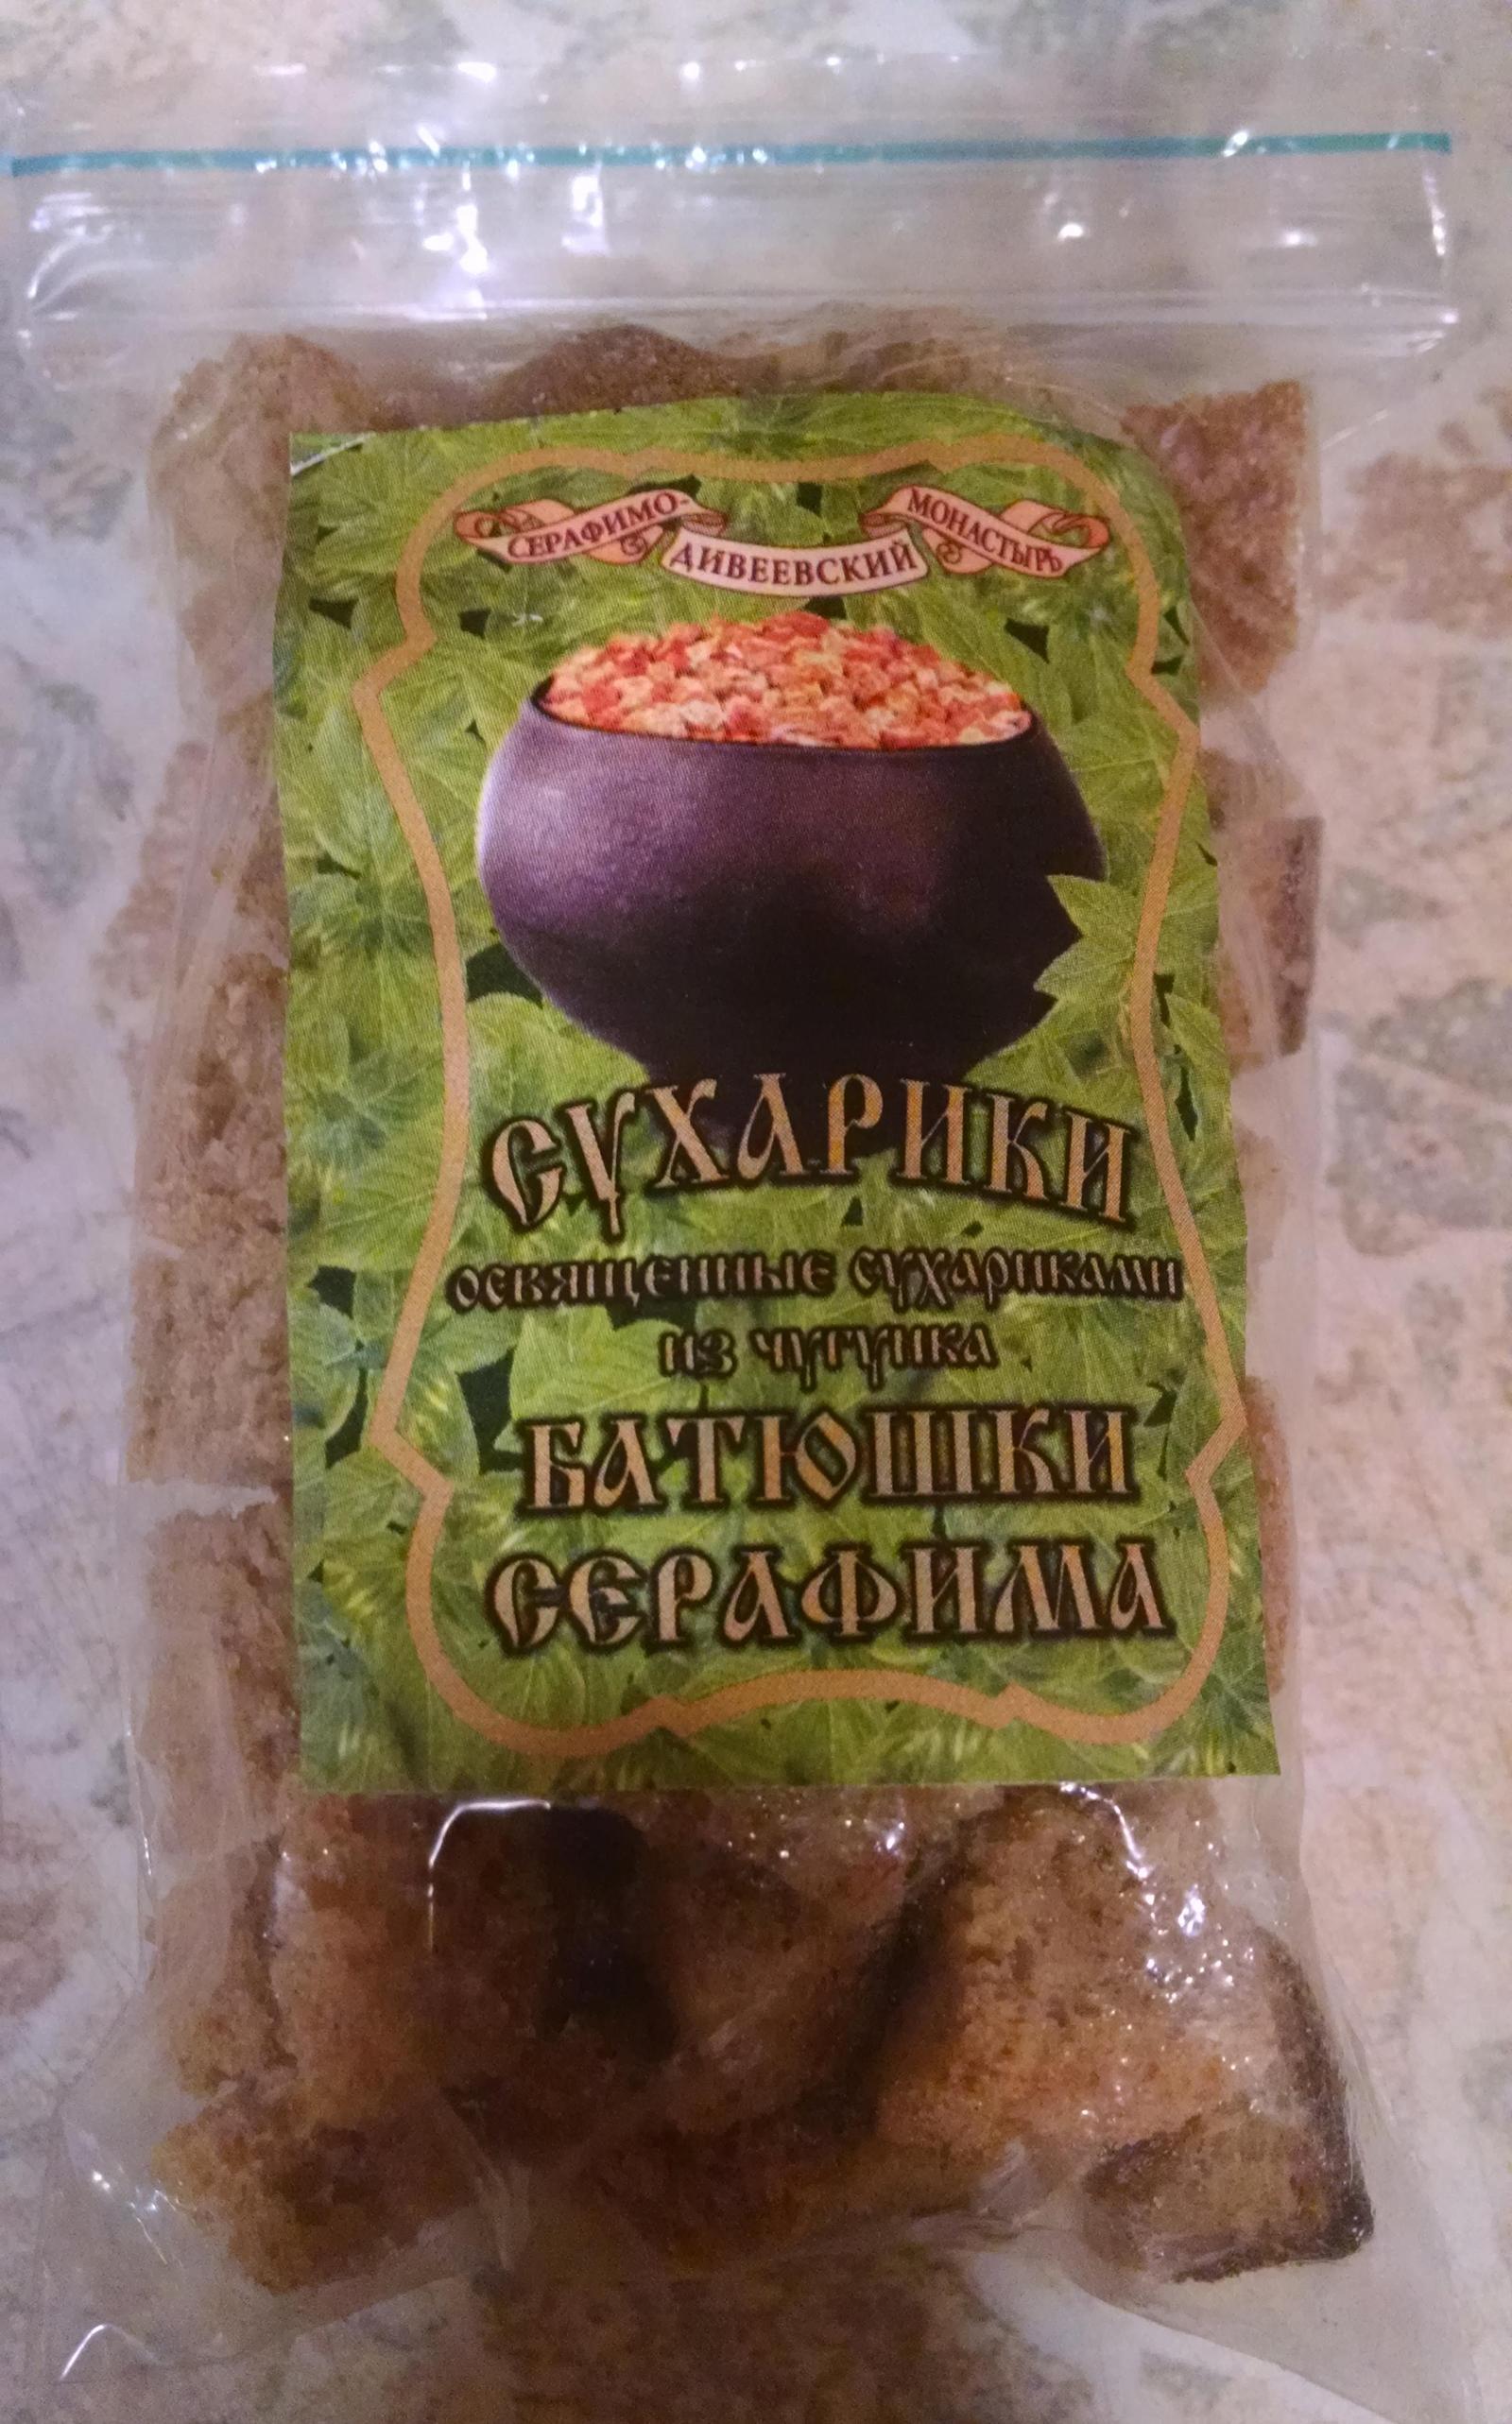 СЕРАФИМО-
ДИВЕЕВСКИЙ
МОНАСТЫРЬ
СУХАРИКИ
ОСВЯЩЕННЫЕ СУХАРИКАМИ
ИЗ ЧУГУНКА
БАТЮШКИ
СЕРАФИМА